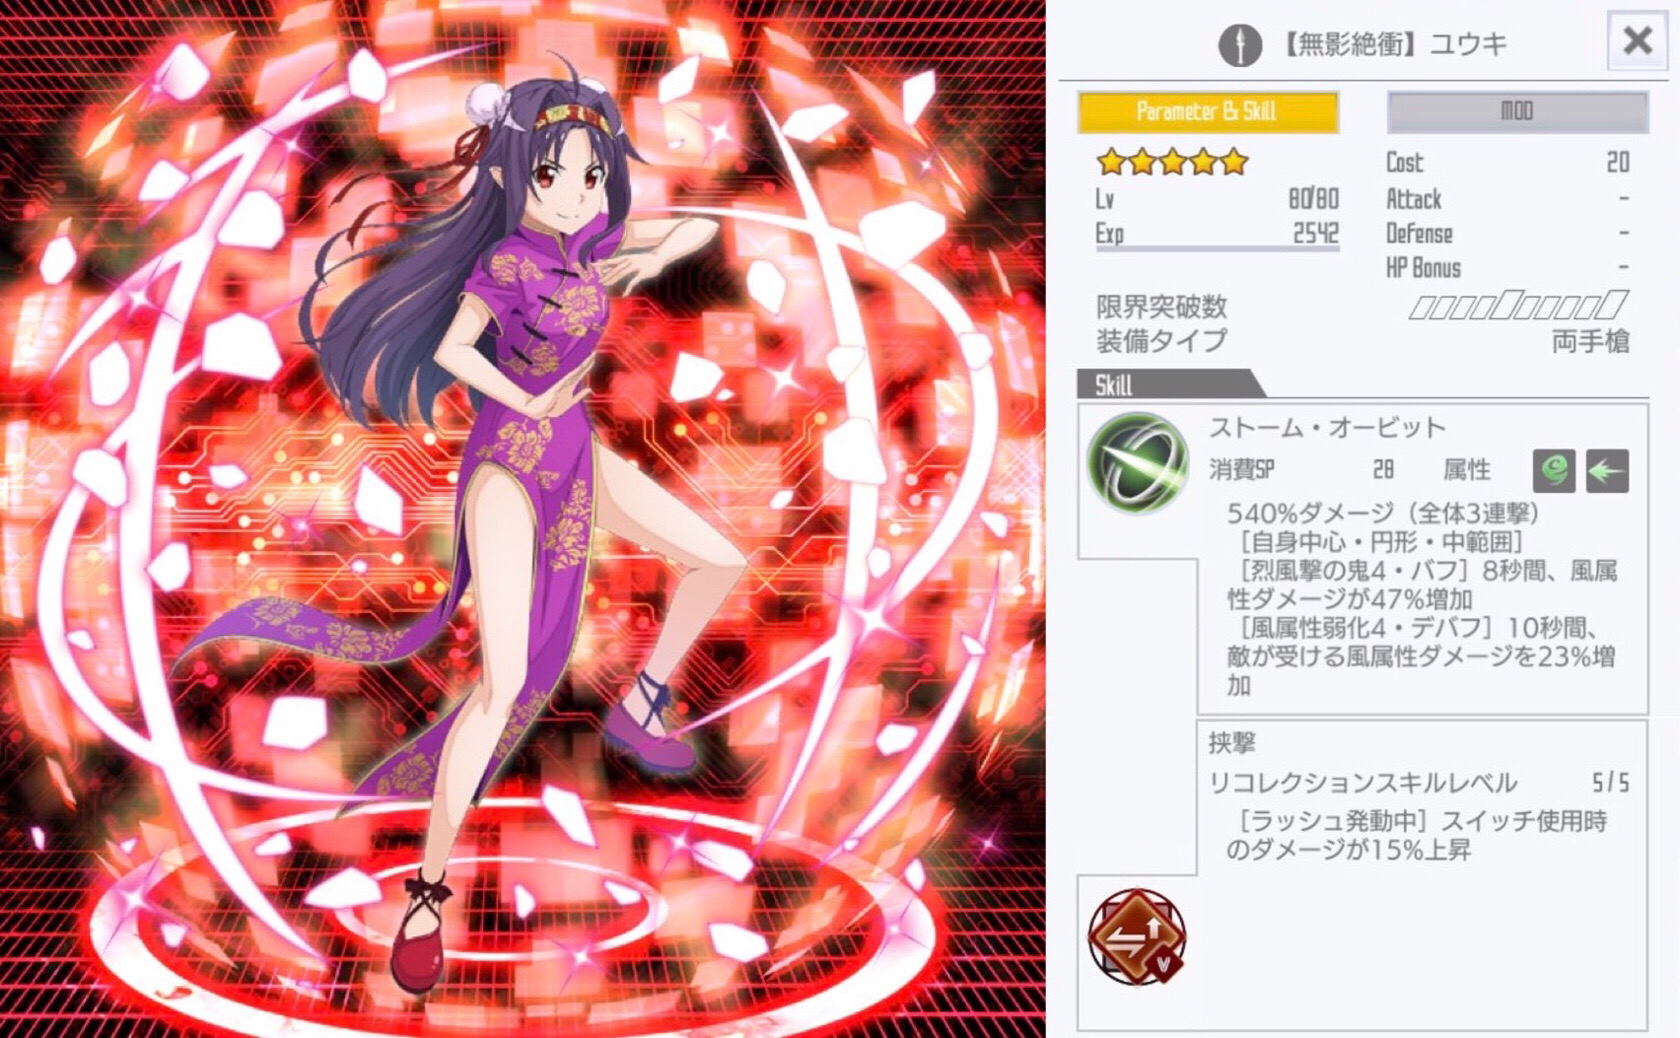 【無影絶衝】ユウキ
Parameter & Skill
MOD
Lv 80/80
Exp 2542
Cost 20
Attack -
Defense -
HP Bonus -
限界突破数
装備タイプ 両手槍
Skill
ストーム・オービット
消費SP 28 属性
540%ダメージ（全体3連撃）
［自身中心・円形・中範囲］
［烈風撃の鬼4・バフ］8秒間、風属
性ダメージが47%増加
［風属性弱化4・デバフ］10秒間、
敵が受ける風属性ダメージを23%増
加
挟撃
リコレクションスキルレベル 5/5
［ラッシュ発動中］スイッチ使用時
のダメージが15%上昇
V